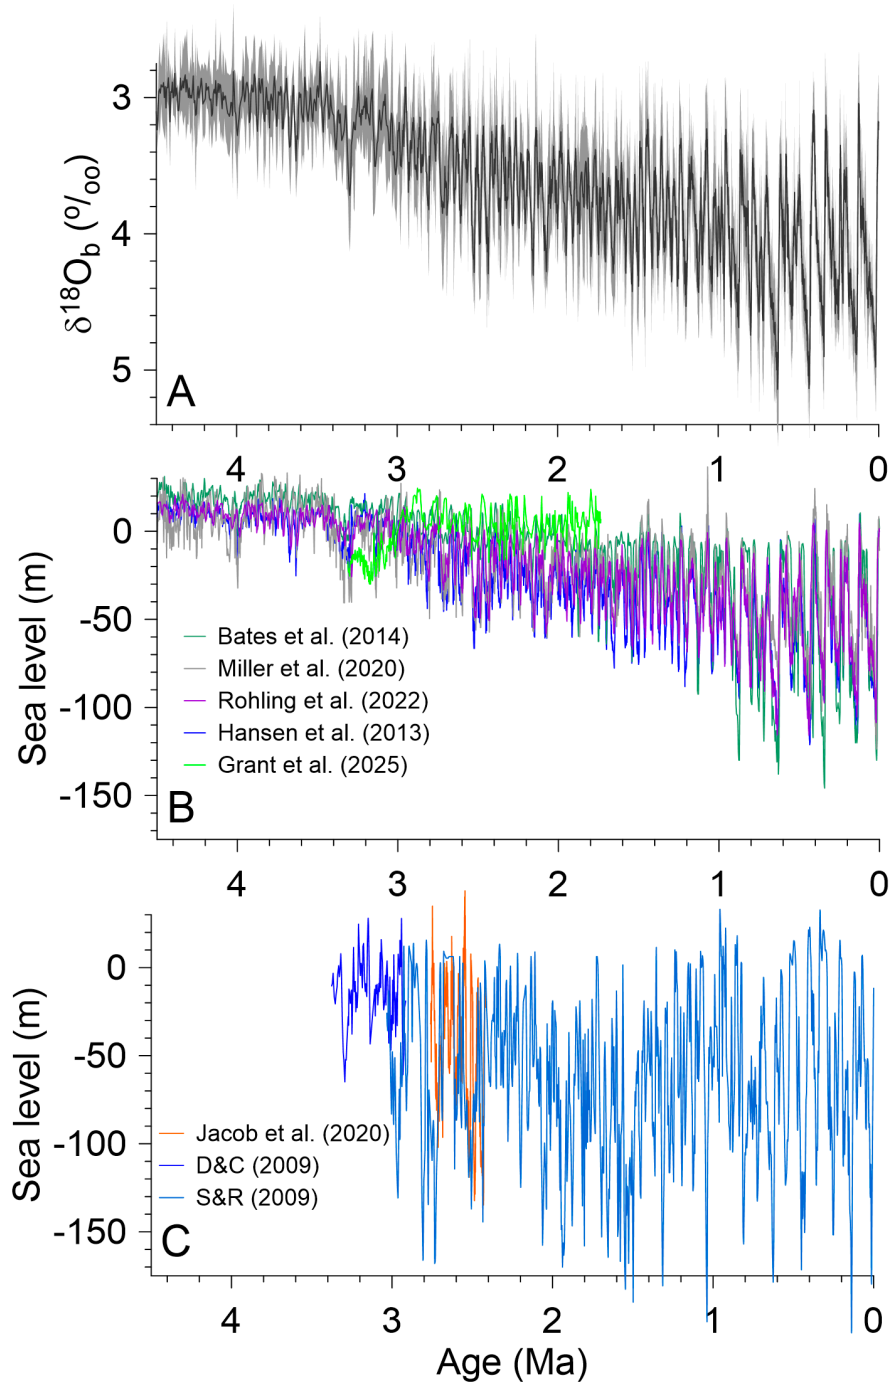 3
4
5
δ18Ob (o/oo)
A
4 3 2 1 0
0
-50
-100
-150
Sea level (m)
Bates et al. (2014)
Miller et al. (2020)
Rohling et al. (2022)
Hansen et al. (2013)
Grant et al. (2025)
B
4 3 2 1 0
0
-50
-100
-150
Sea level (m)
Jacob et al. (2020)
D&C (2009)
S&R (2009)
C
4 3 2 1 0
Age (Ma)